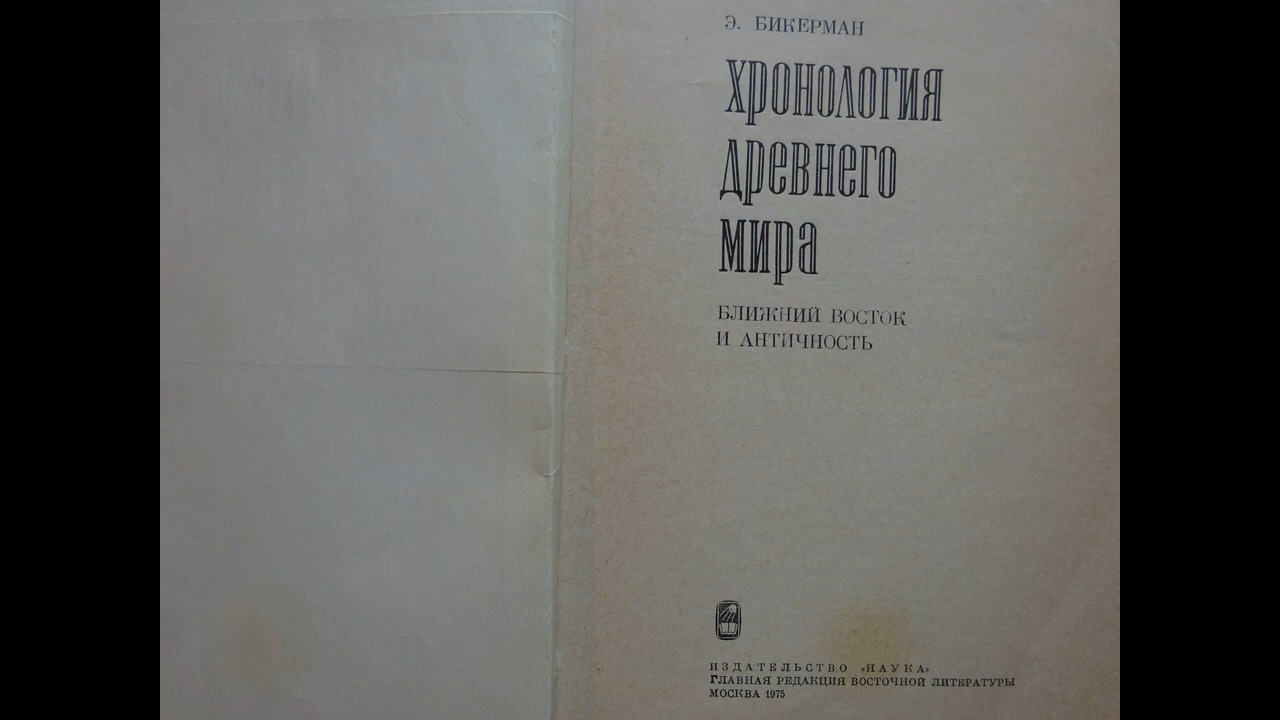 Э. БИКЕРМАН
ХРОНОЛОГИЯ
ДРЕВНЕГО
МИРА
БЛИЖНИЙ ВОСТОК
И АНТИЧНОСТЬ
ИЗДАТЕЛЬСТВО «НАУКА»
ГЛАВНАЯ РЕДАКЦИЯ ВОСТОЧНОЙ ЛИТЕРАТУРЫ
МОСКВА 1975